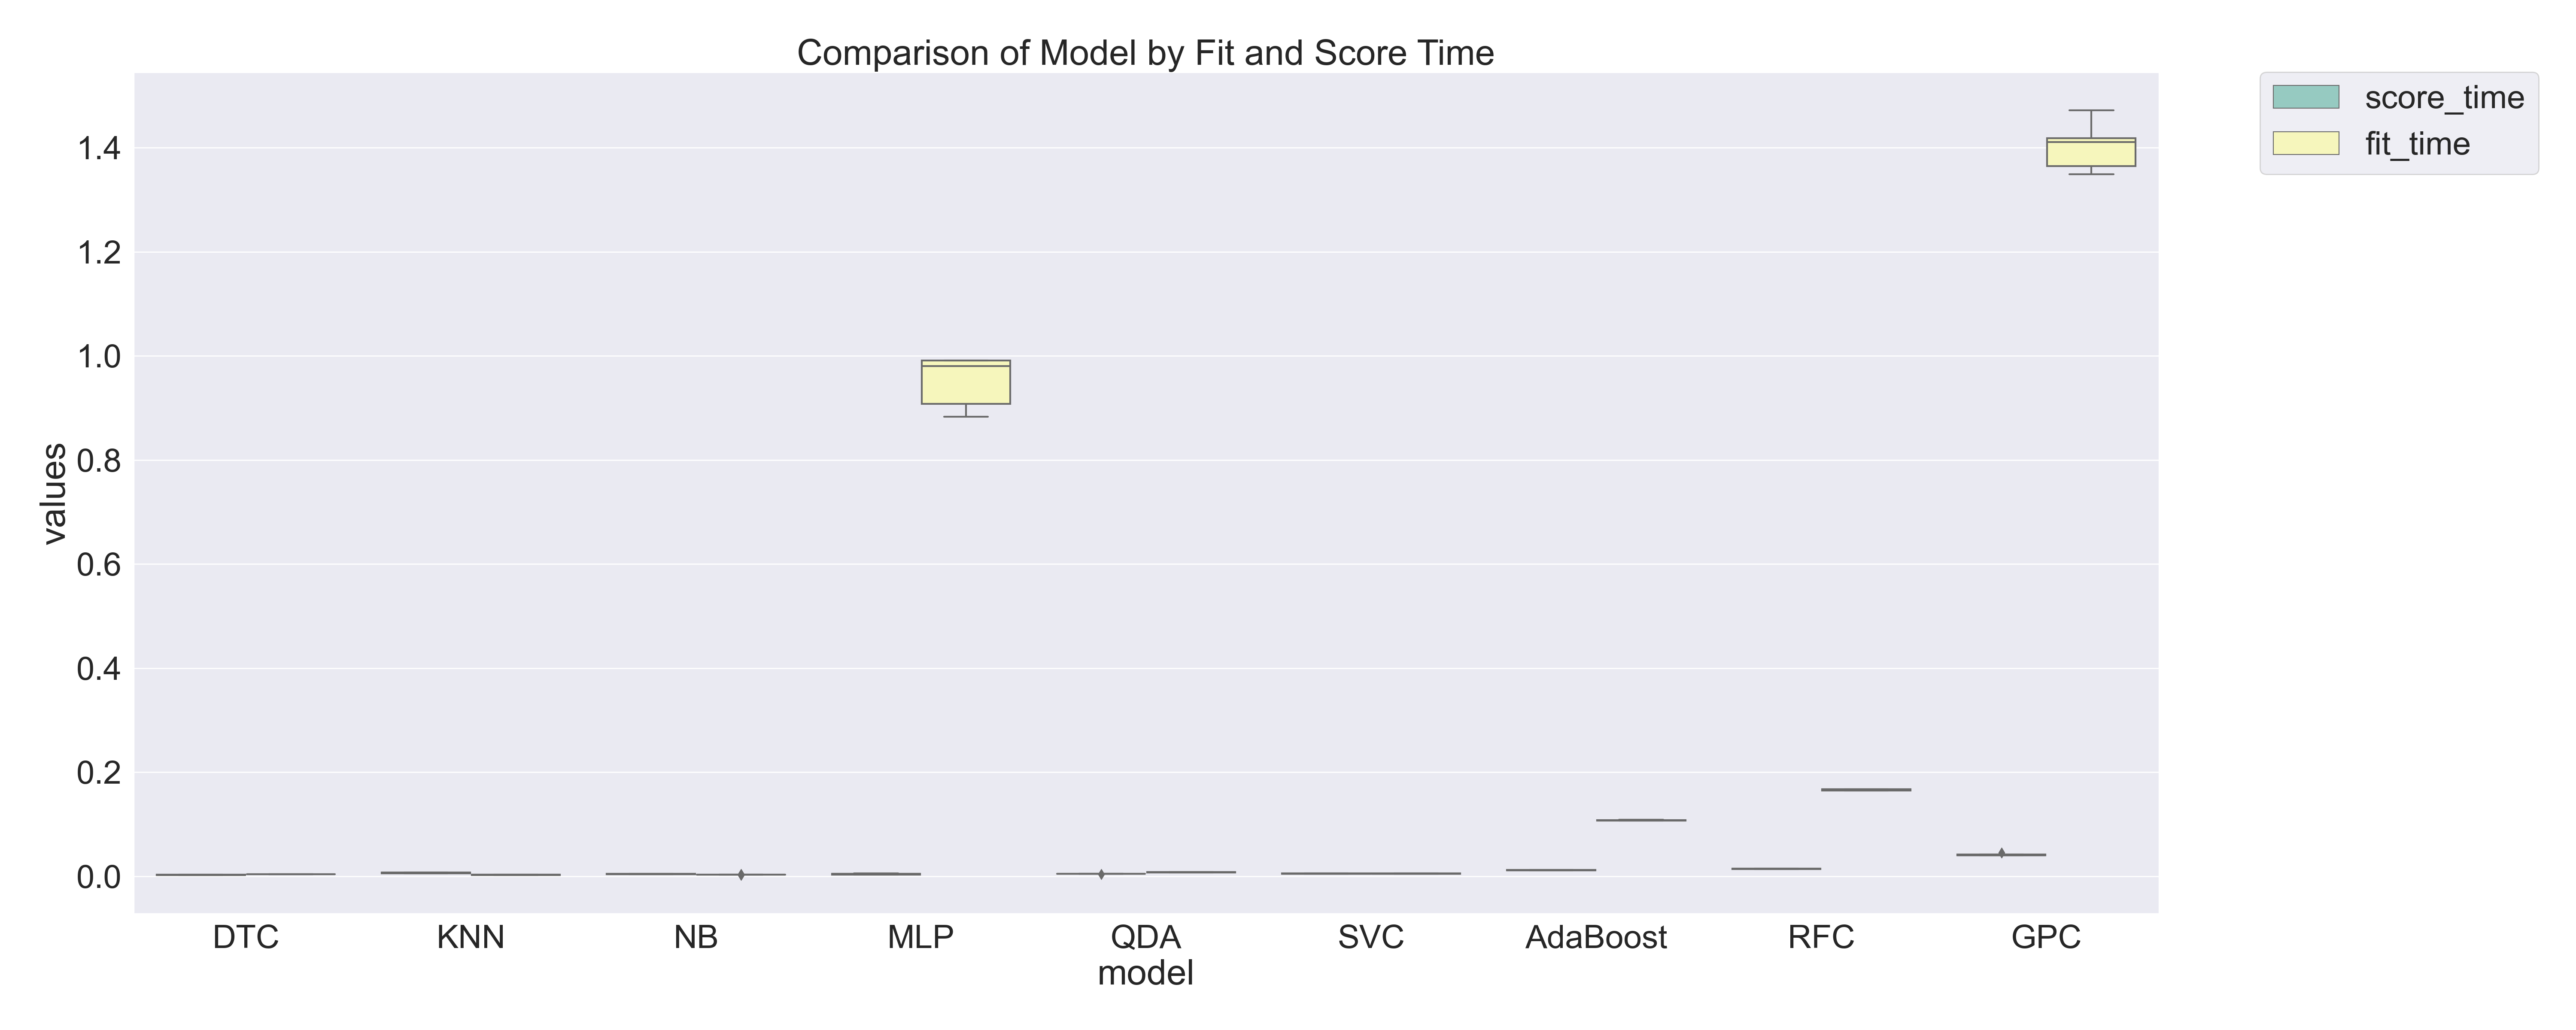 Comparison of Model by Fit and Score Time
score_time
fit_time
values
1.4
1.2
1.0
0.8
0.6
0.4
0.2
0.0
DTC KNN NB MLP QDA SVC AdaBoost RFC GPC
model